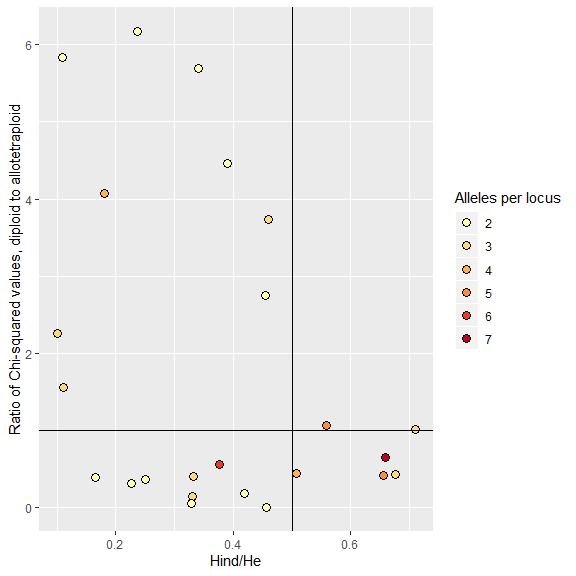 Ratio of Chi-squared values, diploid to allotetraploid
6
4
2
0
0.2 0.4 0.6
Hind/He
Alleles per locus
2
3
4
5
6
7